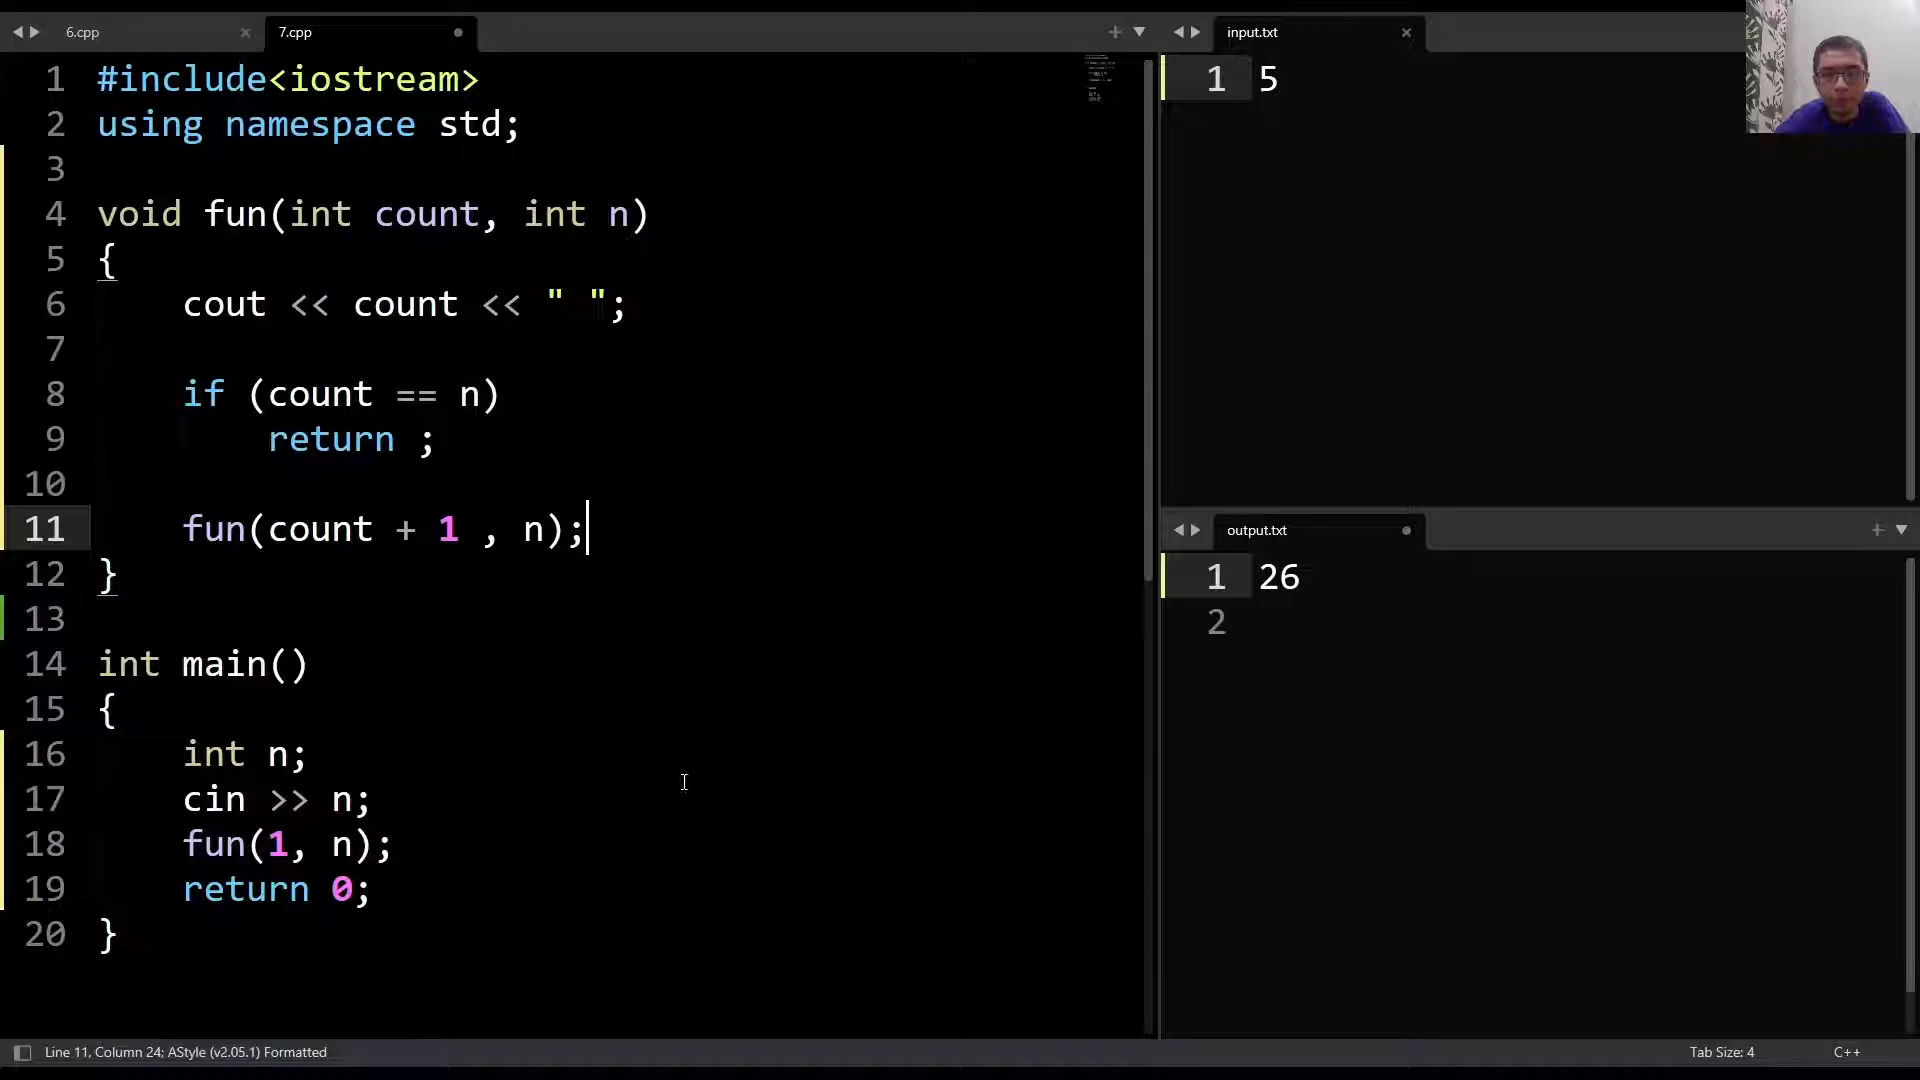 6.cpp
7.cpp
1 #include<iostream>
2 using namespace std;
3
4 void fun(int count, int n)
5 {
6 cout << count << " ";
7
8 if (count == n)
9 return ;
10
11 fun(count + 1 , n);
12 }
13
14 int main()
15 {
16 int n;
17 cin >> n;
18 fun(1, n);
19 return 0;
20 }
input.txt
1 5
output.txt
1 26
2
Line 11, Column 24; AStyle (v2.05.1) Formatted
Tab Size: 4
C++